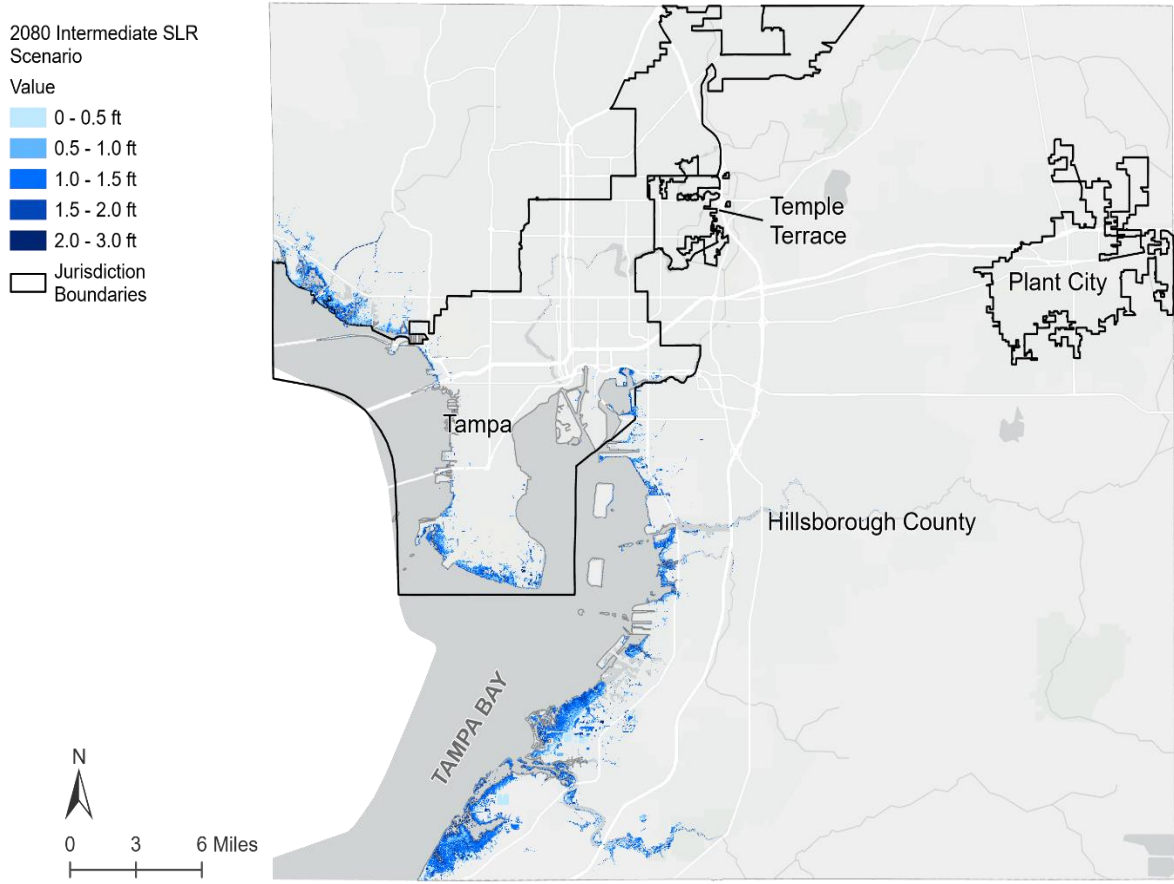 2080 Intermediate SLR
Scenario
Value
0 - 0.5 ft
0.5 - 1.0 ft
1.0 - 1.5 ft
1.5 - 2.0 ft
2.0 - 3.0 ft
Jurisdiction
Boundaries
Temple
Terrace
Plant City
Tampa
Hillsborough County
TAMPA BAY
N
0 3 6 Miles